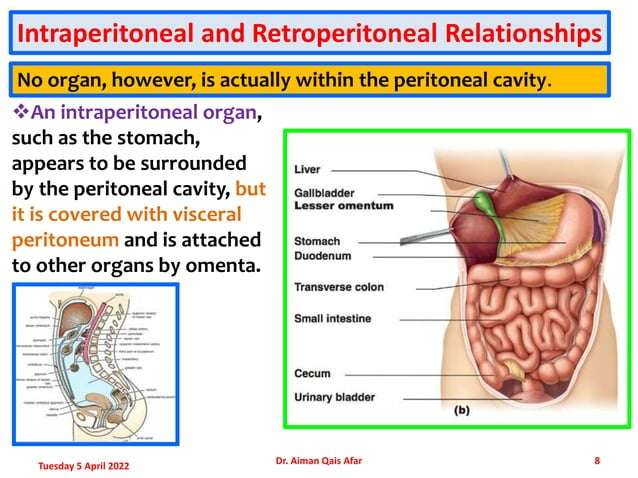 Intraperitoneal and Retroperitoneal Relationships
No organ, however, is actually within the peritoneal cavity.
❖An intraperitoneal organ,
such as the stomach,
appears to be surrounded
by the peritoneal cavity, but
it is covered with visceral
peritoneum and is attached
to other organs by omenta.
Liver
Gallbladder
Lesser omentum
Stomach
Duodenum
Transverse colon
Small intestine
Cecum
Urinary bladder
(b)
Tuesday 5 April 2022
Dr. Aiman Qais Afar
8